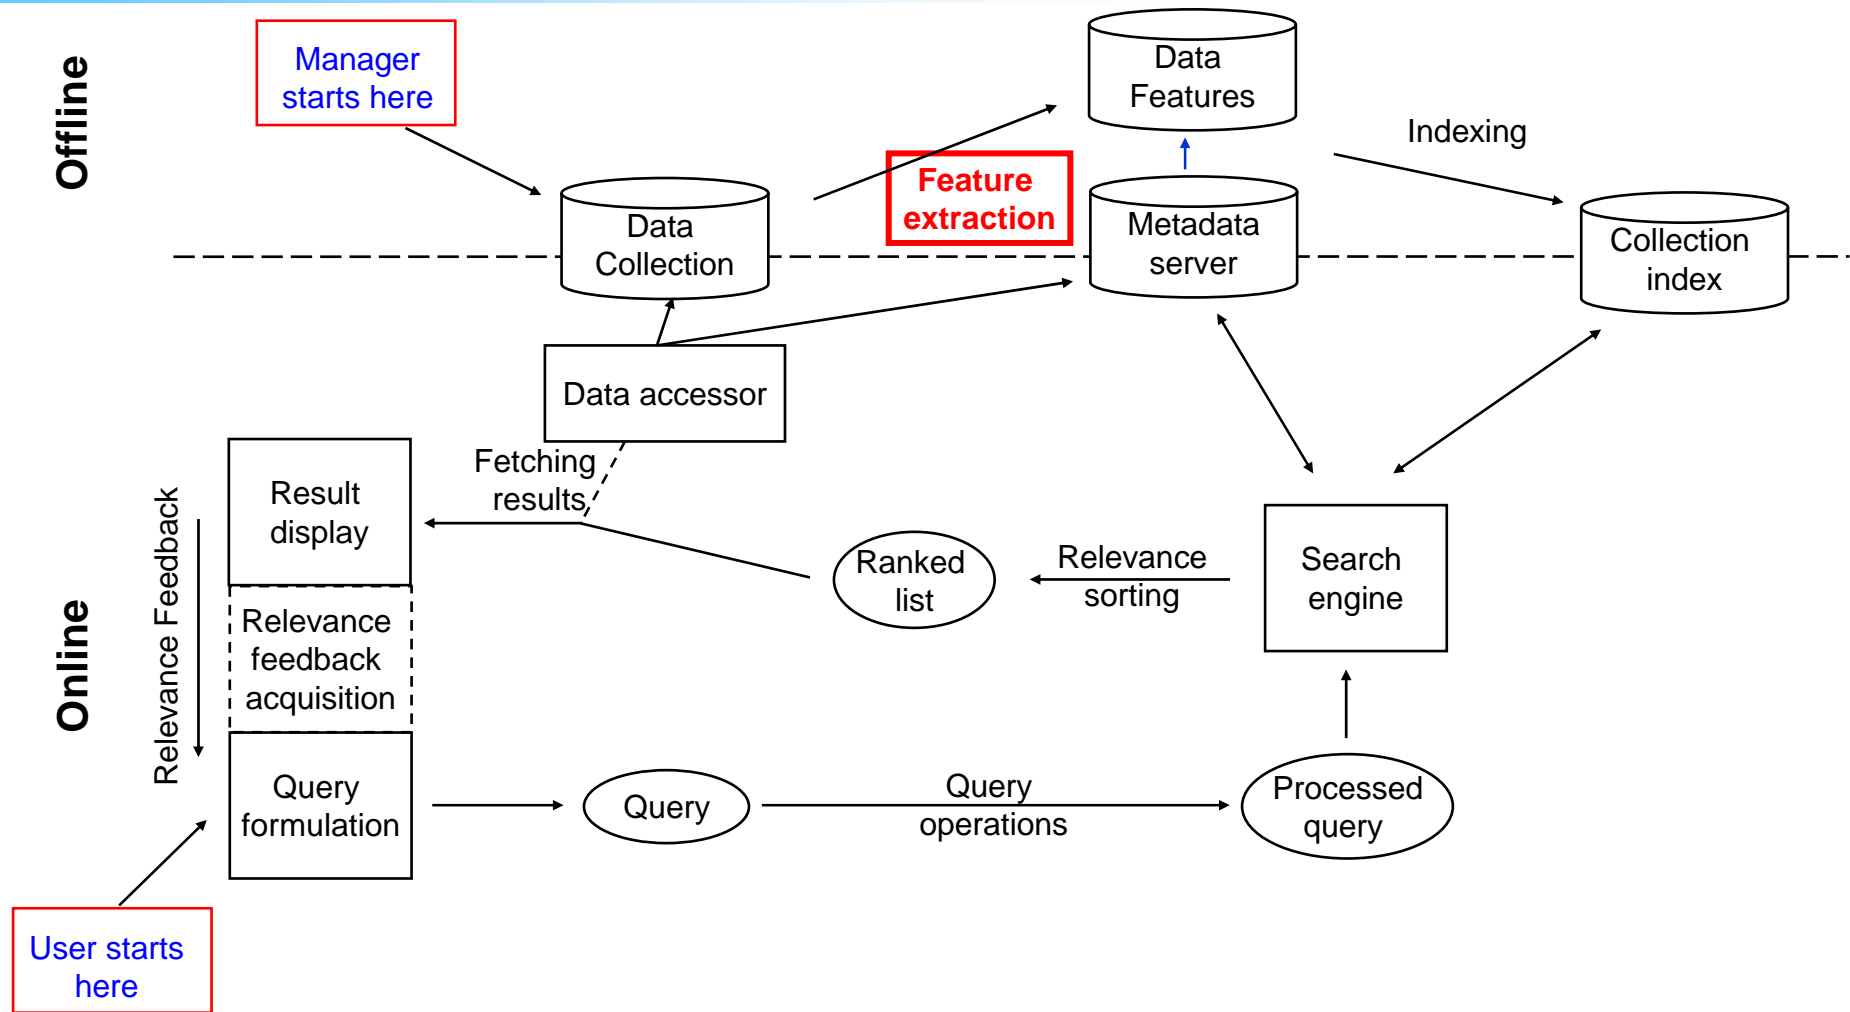 Offline
Manager
starts here
Data
Features
Indexing
Feature
extraction
Data
Collection
Metadata
server
Collection
index
Data accessor
Fetching
results
Result
display
Relevance Feedback
Relevance
feedback
acquisition
Ranked
list
Relevance
sorting
Search
engine
Online
Query
formulation
Query
Query
operations
Processed
query
User starts
here